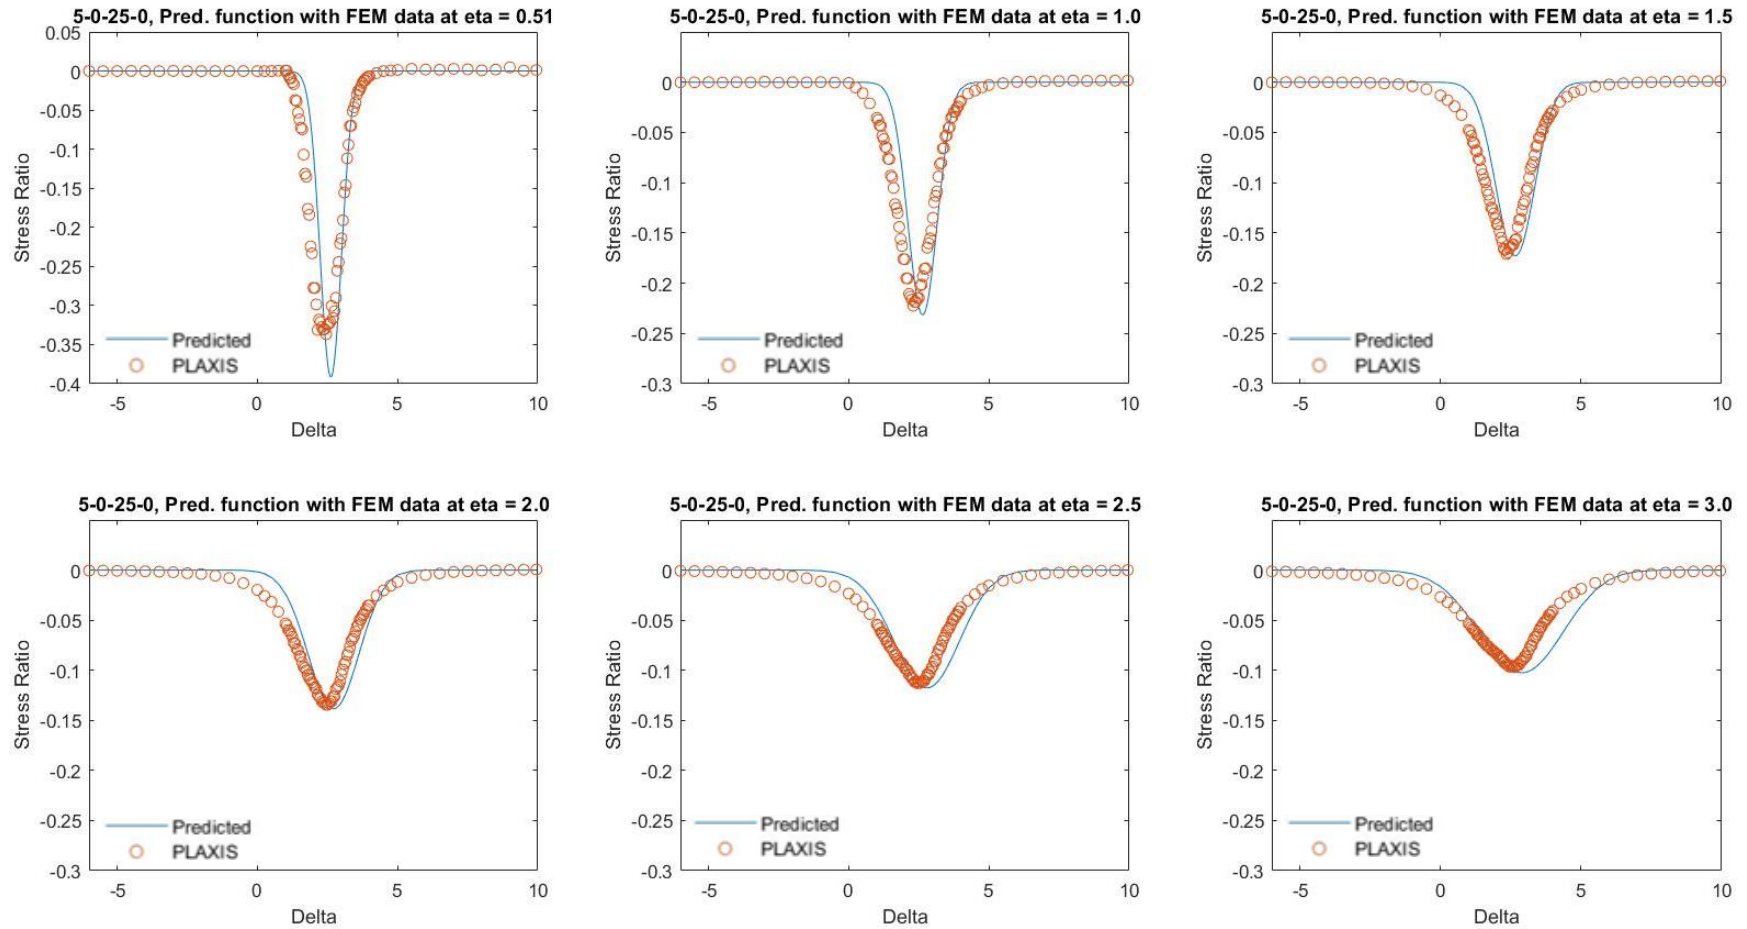 5-0-25-0, Pred. function with FEM data at eta = 0.51
0.05
0
-0.05
-0.1
-0.15
-0.2
-0.25
-0.3
-0.35
-0.4
Stress Ratio
Predicted
PLAXIS
-5 0 5 10
Delta
5-0-25-0, Pred. function with FEM data at eta = 1.0
0
-0.05
-0.1
-0.15
-0.2
-0.25
-0.3
Stress Ratio
Predicted
PLAXIS
-5 0 5 10
Delta
5-0-25-0, Pred. function with FEM data at eta = 1.5
0
-0.05
-0.1
-0.15
-0.2
-0.25
-0.3
Stress Ratio
Predicted
PLAXIS
-5 0 5 10
Delta
5-0-25-0, Pred. function with FEM data at eta = 2.0
0
-0.05
-0.1
-0.15
-0.2
-0.25
-0.3
Stress Ratio
Predicted
PLAXIS
-5 0 5 10
Delta
5-0-25-0, Pred. function with FEM data at eta = 2.5
0
-0.05
-0.1
-0.15
-0.2
-0.25
-0.3
Stress Ratio
Predicted
PLAXIS
-5 0 5 10
Delta
5-0-25-0, Pred. function with FEM data at eta = 3.0
0
-0.05
-0.1
-0.15
-0.2
-0.25
-0.3
Stress Ratio
Predicted
PLAXIS
-5 0 5 10
Delta